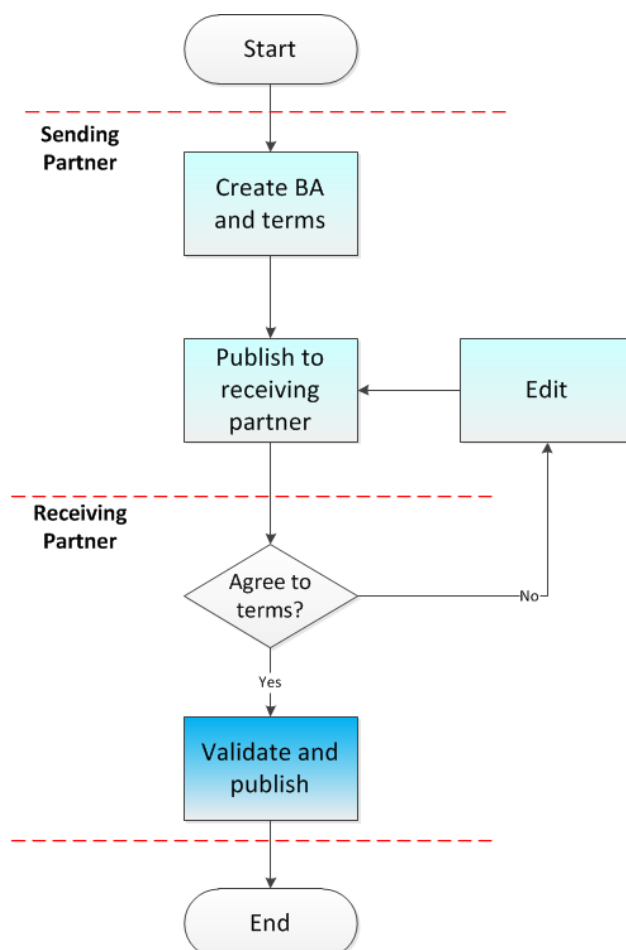 Start
Sending
Partner
Create BA
and terms
Publish to
receiving
partner
Edit
Receiving
Partner
Agree to
terms?
No
Yes
Validate and
publish
End